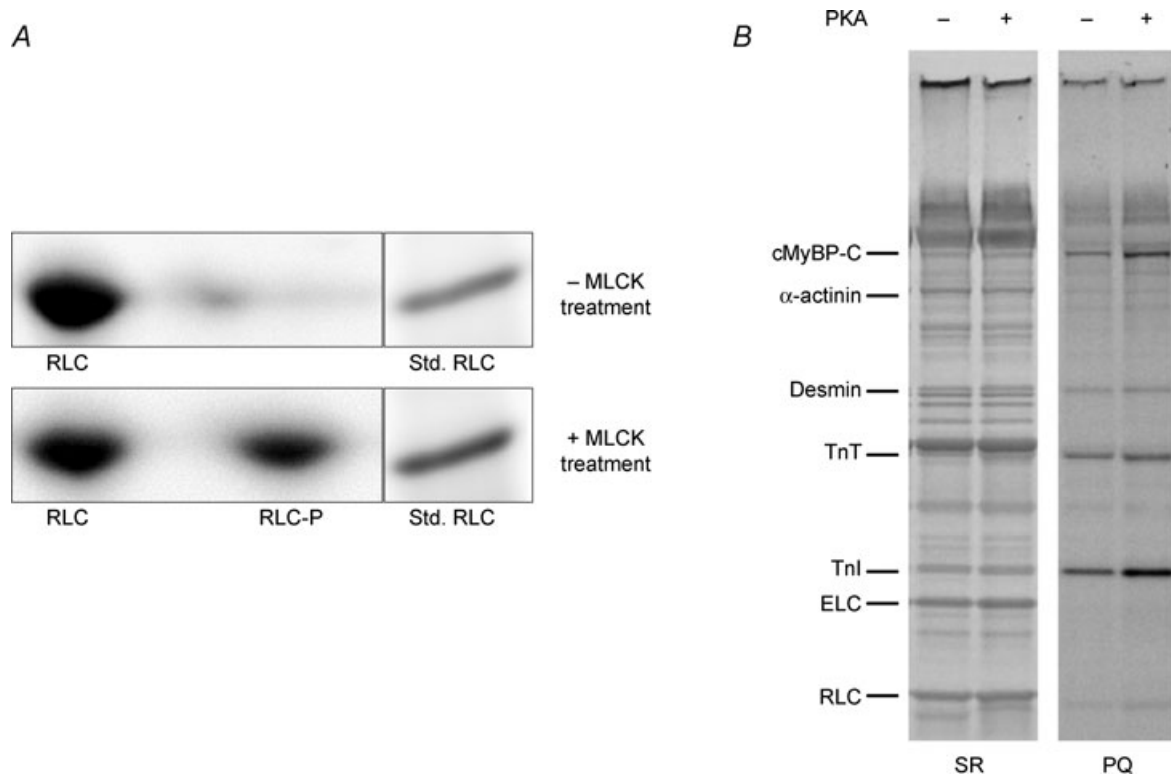 A
RLC
Std. RLC
– MLCK
treatment
RLC
RLC-P
Std. RLC
+ MLCK
treatment
B
PKA – + – +
cMyBP-C
α-actinin
Desmin
TnT
TnI
ELC
RLC
SR PQ